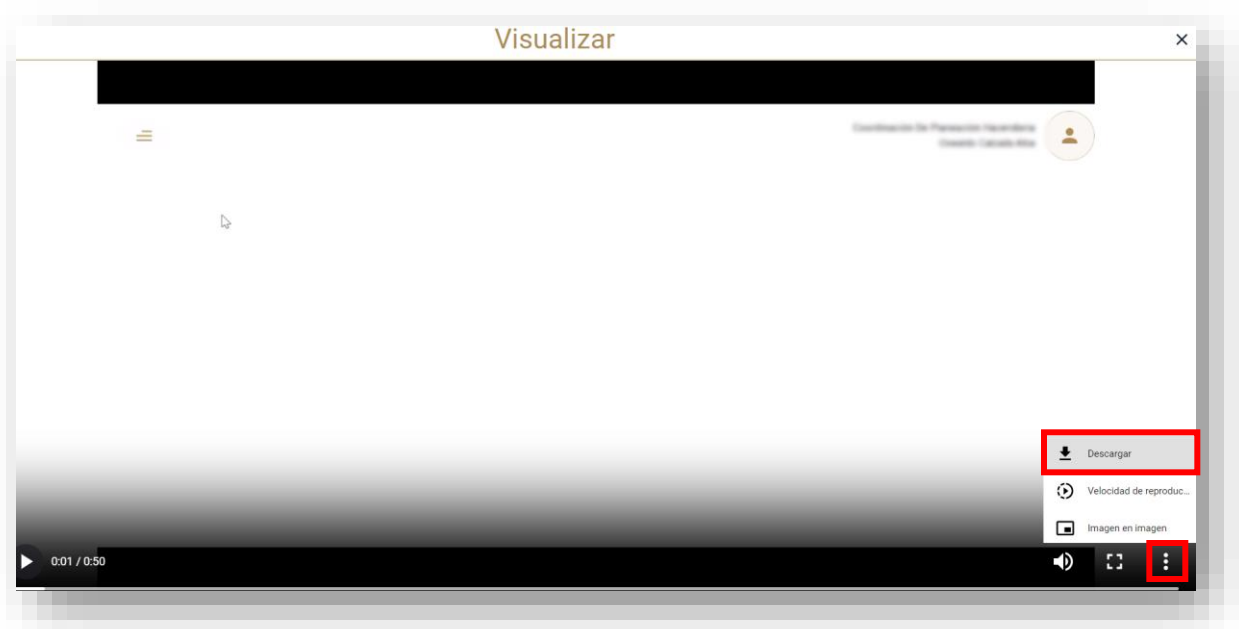 Visualizar
Descargar
Velocidad de reproduc...
Imagen en imagen
0:01 / 0:50